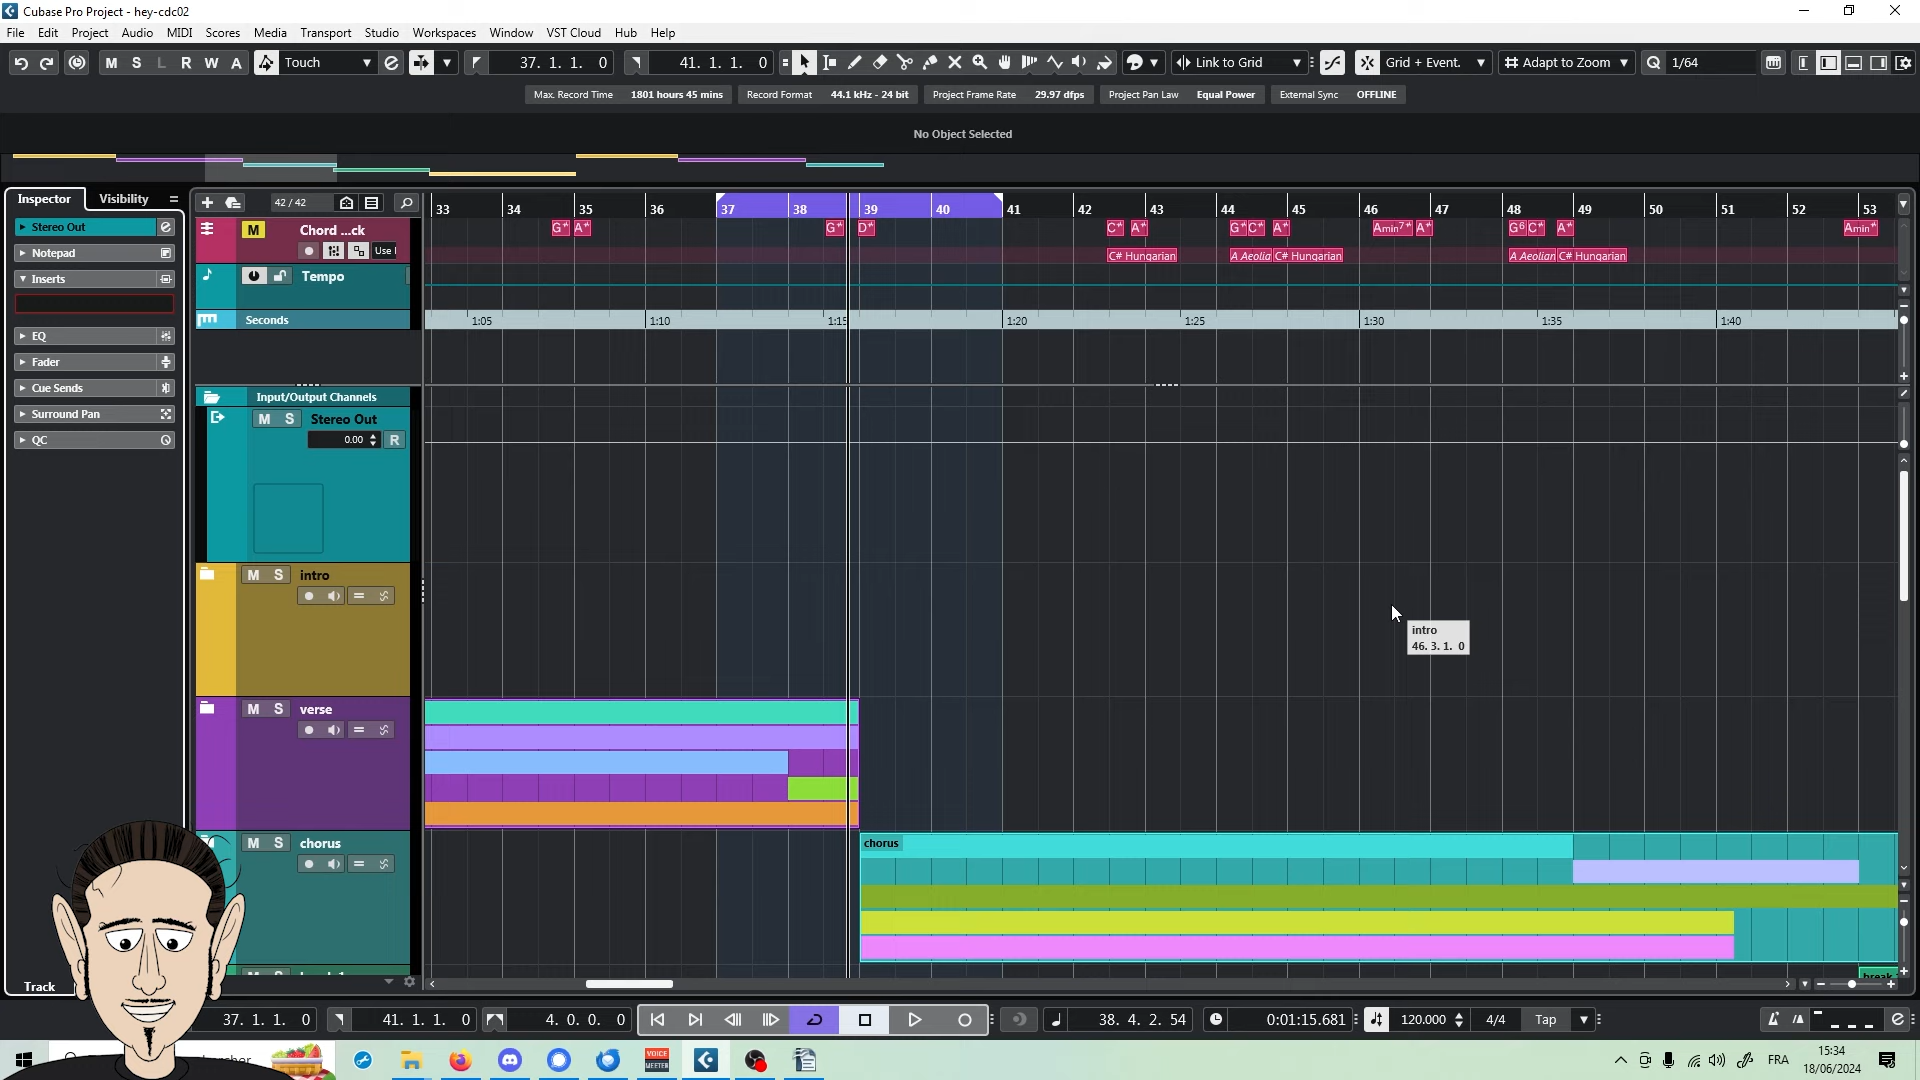 Cubase Pro Project - hey-cdc02
File Edit Project Audio MIDI Scores Media Transport Studio Workspaces Window VST Cloud Hub Help
M S L R W A Touch 37. 1. 1. 0 41. 1. 1. 0 Link to Grid Grid + Event. Adapt to Zoom Q 1/64
Max. Record Time 1801 hours 45 mins Record Format 44.1 kHz - 24 bit Project Frame Rate 29.97 dfps Project Pan Law Equal Power External Sync OFFLINE
No Object Selected
Inspector Visibility 42 / 42
33 34 35 36 37 38 39 40 41 42 43 44 45 46 47 48 49 50 51 52 53
Stereo Out
M Chord ...ck
G* A* G* D* C* A* G* C* A* Amin7* A* G6 C* A* Amin*
Notepad
Use
C# Hungarian A Aeolia C# Hungarian A Aeolian C# Hungarian
Inserts
Tempo
Seconds
1:05 1:10 1:15 1:20 1:25 1:30 1:35 1:40
EQ
Fader
Cue Sends
Surround Pan
QC
Input/Output Channels
M S Stereo Out
0.00 R
M S intro
intro
46. 3. 1. 0
M S verse
M S chorus
chorus
Track
37. 1. 1. 0 41. 1. 1. 0 4. 0. 0. 0 38. 4. 2. 54 0:01:15.681 120.000 4/4 Tap
VOICE
MEETER
FRA
15:34
18/06/2024